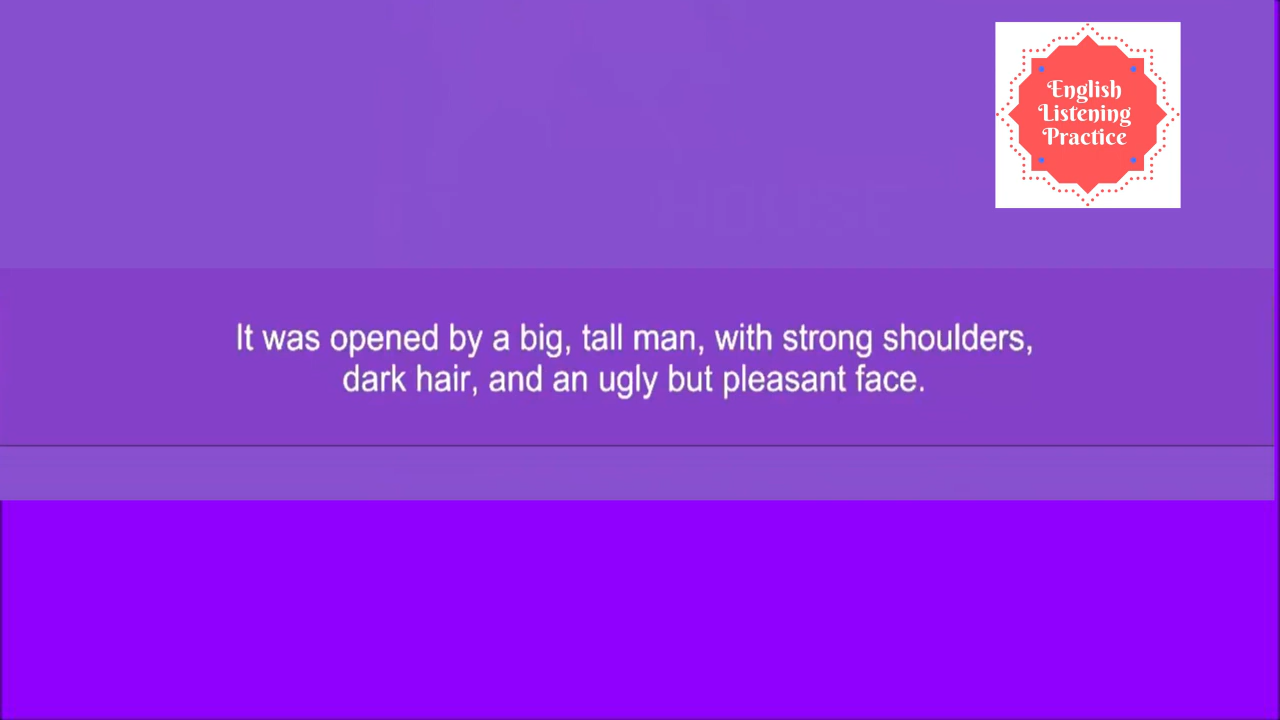 English
Listening
Practice
HOUSE
It was opened by a big, tall man, with strong shoulders,
dark hair, and an ugly but pleasant face.